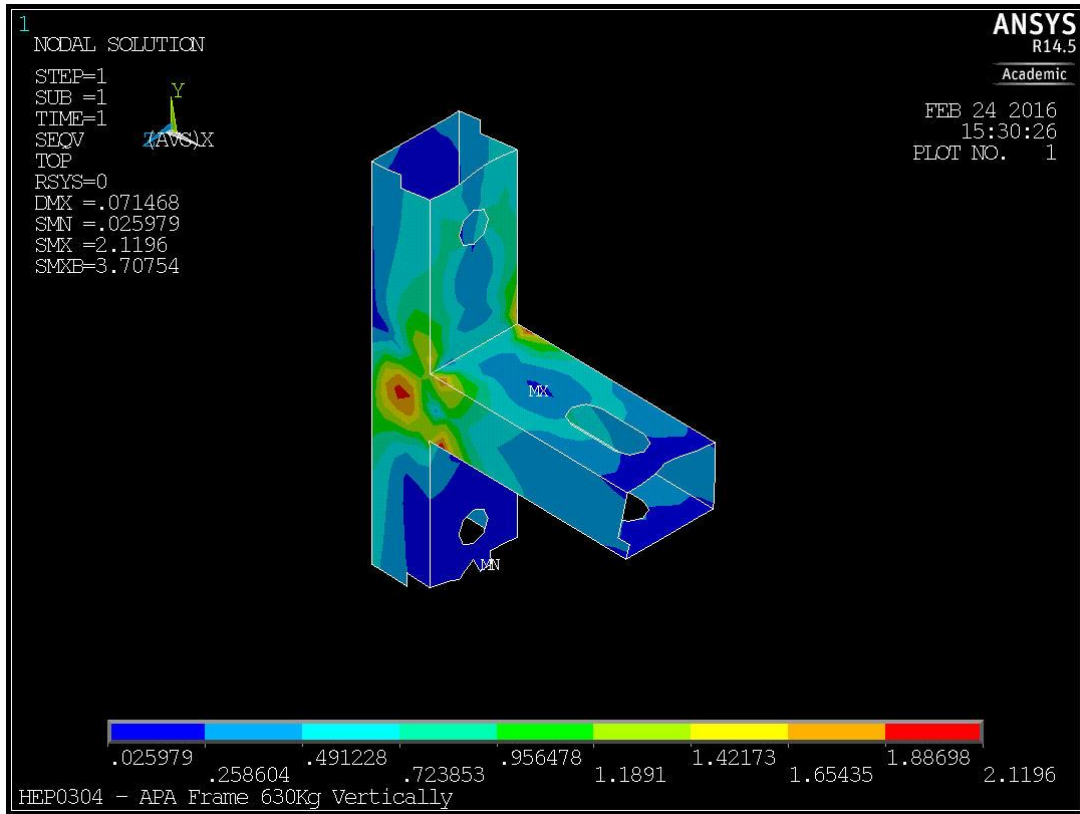 1
NODAL SOLUTION
STEP=1
SUB =1
TIME=1
SEQV (AVG)
TOP
RSYS=0
DMX =.071468
SMN =.025979
SMX =2.1196
SMXB=3.70754
Y
Z
X
ANSYS
R14.5
Academic
FEB 24 2016
15:30:26
PLOT NO. 1
MX
MN
.025979 .491228 .956478 1.42173 1.88698
.258604 .723853 1.1891 1.65435 2.1196
HEP0304 - APA Frame 630Kg Vertically